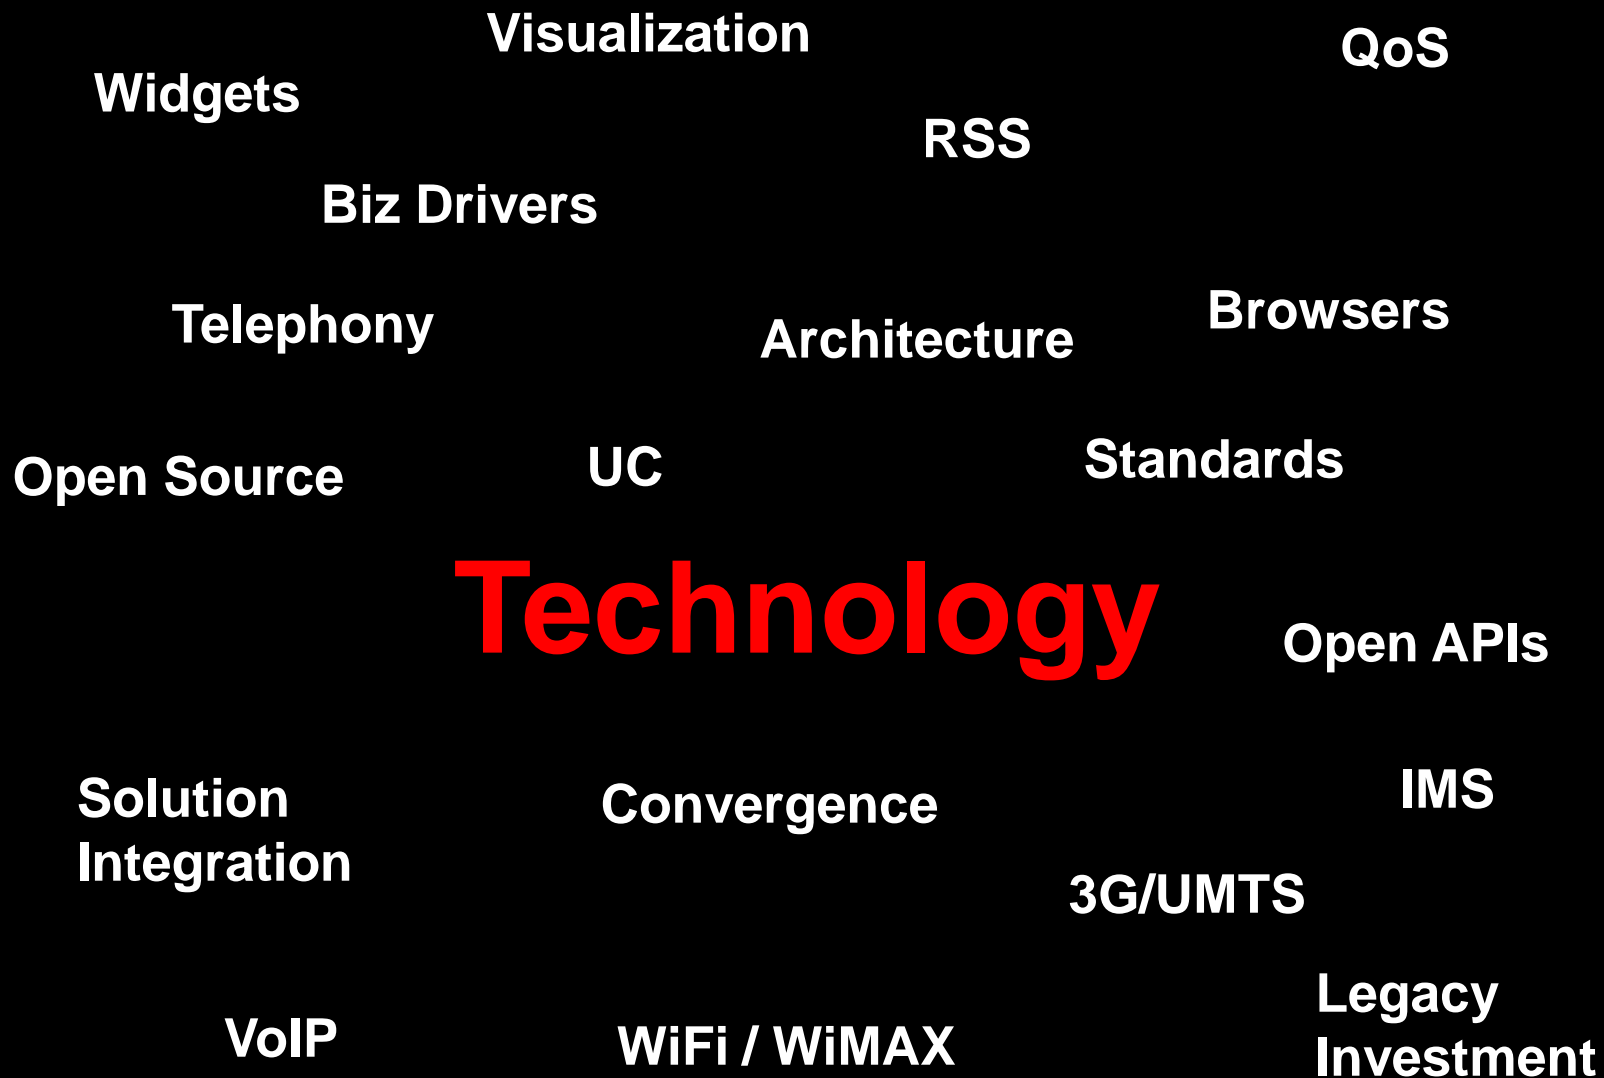 Visualization
QoS
Widgets
RSS
Biz Drivers
Telephony
Architecture
Browsers
Open Source
UC
Standards
Technology
Open APIs
Solution
Integration
Convergence
IMS
3G/UMTS
VoIP
WiFi / WiMAX
Legacy
Investment